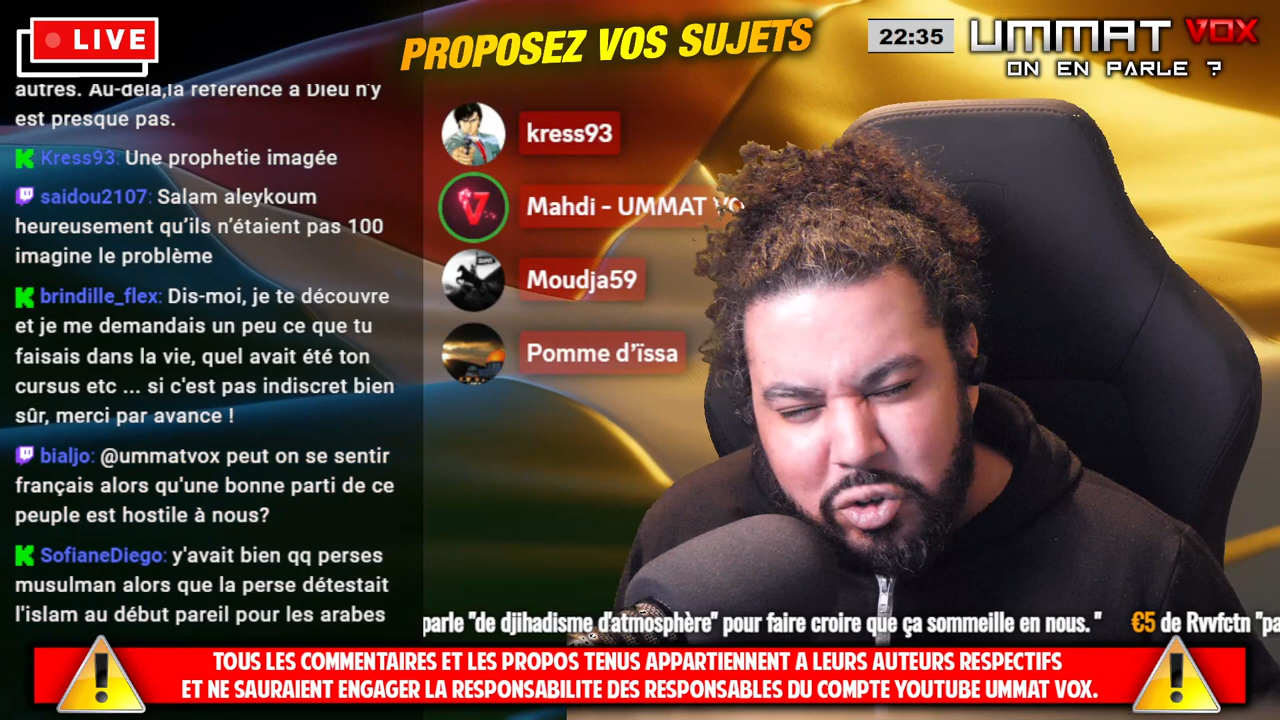 LIVE
PROPOSEZ VOS SUJETS
22:35
UMMAT VOX
ON EN PARLE ?
autres. Au-delà,la référence à Dieu n'y
est presque pas.
Kress93: Une prophetie imagée
saidou2107: Salam aleykoum
heureusement qu’ils n’étaient pas 100
imagine le problème
brindille_flex: Dis-moi, je te découvre
et je me demandais un peu ce que tu
faisais dans la vie, quel avait été ton
cursus etc ... si c'est pas indiscret bien
sûr, merci par avance !
bialjo: @ummatvox peut on se sentir
français alors qu'une bonne parti de ce
peuple est hostile à nous?
SofianeDiego: y'avait bien qq perses
musulman alors que la perse détestait
l'islam au début pareil pour les arabes
kress93
Mahdi - UMMAT VO
Moudja59
Pomme d’ïssa
parle "de djihadisme d'atmosphère" pour faire croire que ça sommeille en nous. " €5 de Rvvfctn "pa
TOUS LES COMMENTAIRES ET LES PROPOS TENUS APPARTIENNENT A LEURS AUTEURS RESPECTIFS
ET NE SAURAIENT ENGAGER LA RESPONSABILITE DES RESPONSABLES DU COMPTE YOUTUBE UMMAT VOX.